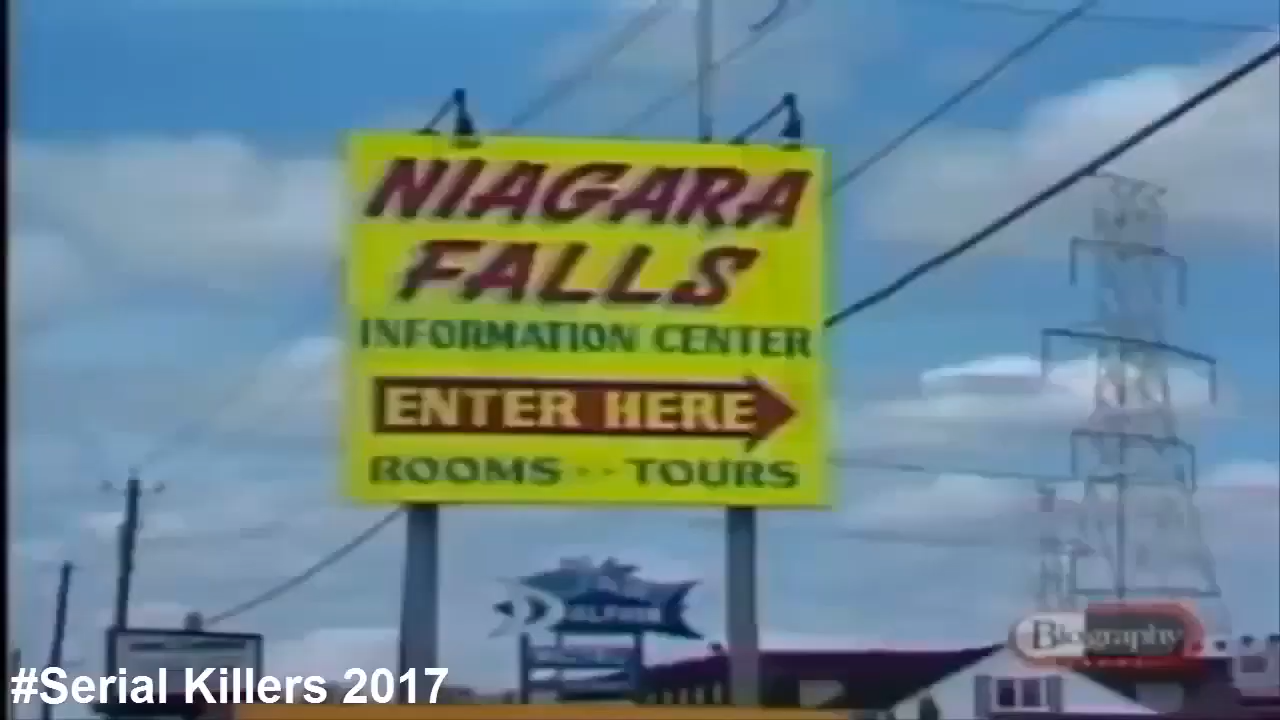 NIAGARA
FALLS
INFORMATION CENTER
ENTER HERE
ROOMS -- TOURS
Biography
#Serial Killers 2017